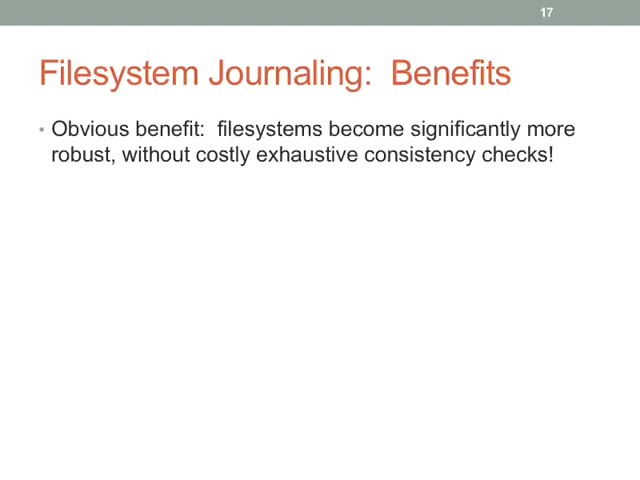 17
Filesystem Journaling:  Benefits
• Obvious benefit:  filesystems become significantly more
robust, without costly exhaustive consistency checks!